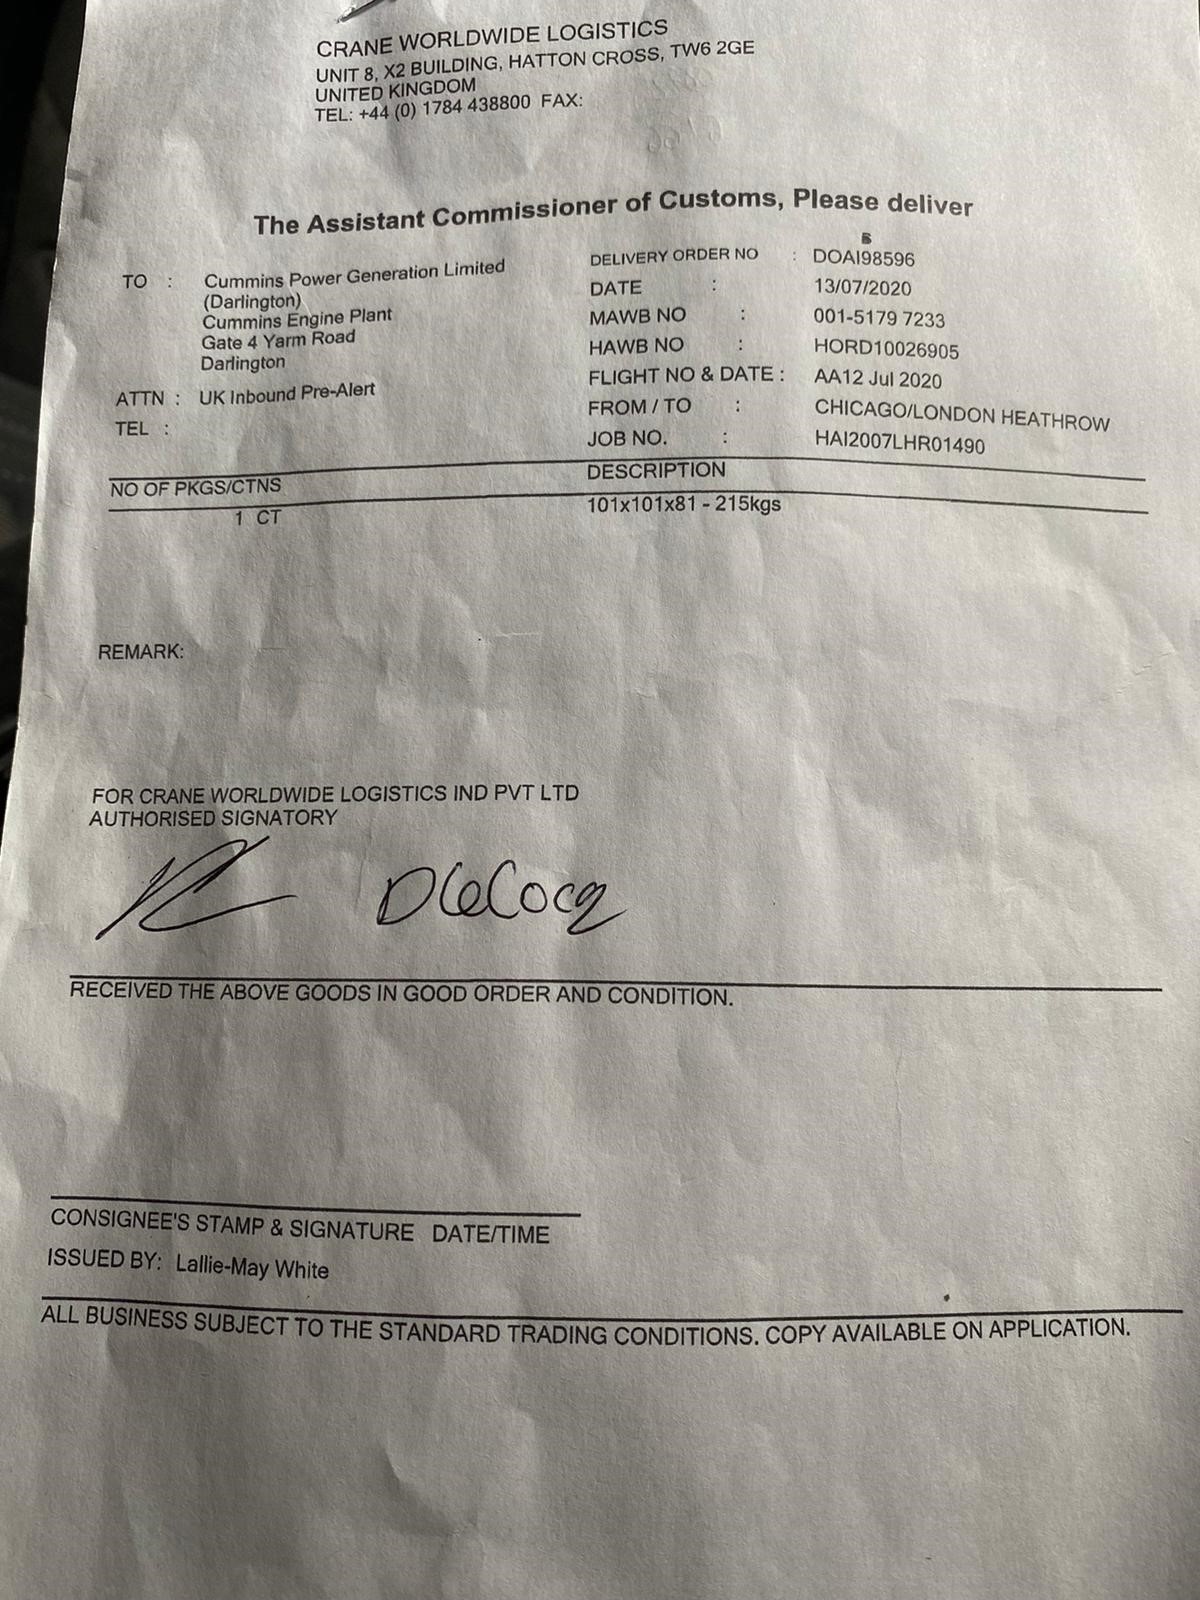 CRANE WORLDWIDE LOGISTICS
UNIT 8, X2 BUILDING, HATTON CROSS, TW6 2GE
UNITED KINGDOM
TEL: +44 (0) 1784 438800 FAX:
The Assistant Commissioner of Customs, Please deliver
TO : Cummins Power Generation Limited
(Darlington)
Cummins Engine Plant
Gate 4 Yarm Road
Darlington
ATTN : UK Inbound Pre-Alert
TEL :
DELIVERY ORDER NO : DOAI98596
DATE : 13/07/2020
MAWB NO : 001-5179 7233
HAWB NO : HORD10026905
FLIGHT NO & DATE : AA12 Jul 2020
FROM / TO : CHICAGO/LONDON HEATHROW
JOB NO. : HAI2007LHR01490
NO OF PKGS/CTNS DESCRIPTION
1 CT 101x101x81 - 215kgs
REMARK:
FOR CRANE WORLDWIDE LOGISTICS IND PVT LTD
AUTHORISED SIGNATORY
D LeCocq
RECEIVED THE ABOVE GOODS IN GOOD ORDER AND CONDITION.
CONSIGNEE'S STAMP & SIGNATURE DATE/TIME
ISSUED BY: Lallie-May White
ALL BUSINESS SUBJECT TO THE STANDARD TRADING CONDITIONS. COPY AVAILABLE ON APPLICATION.